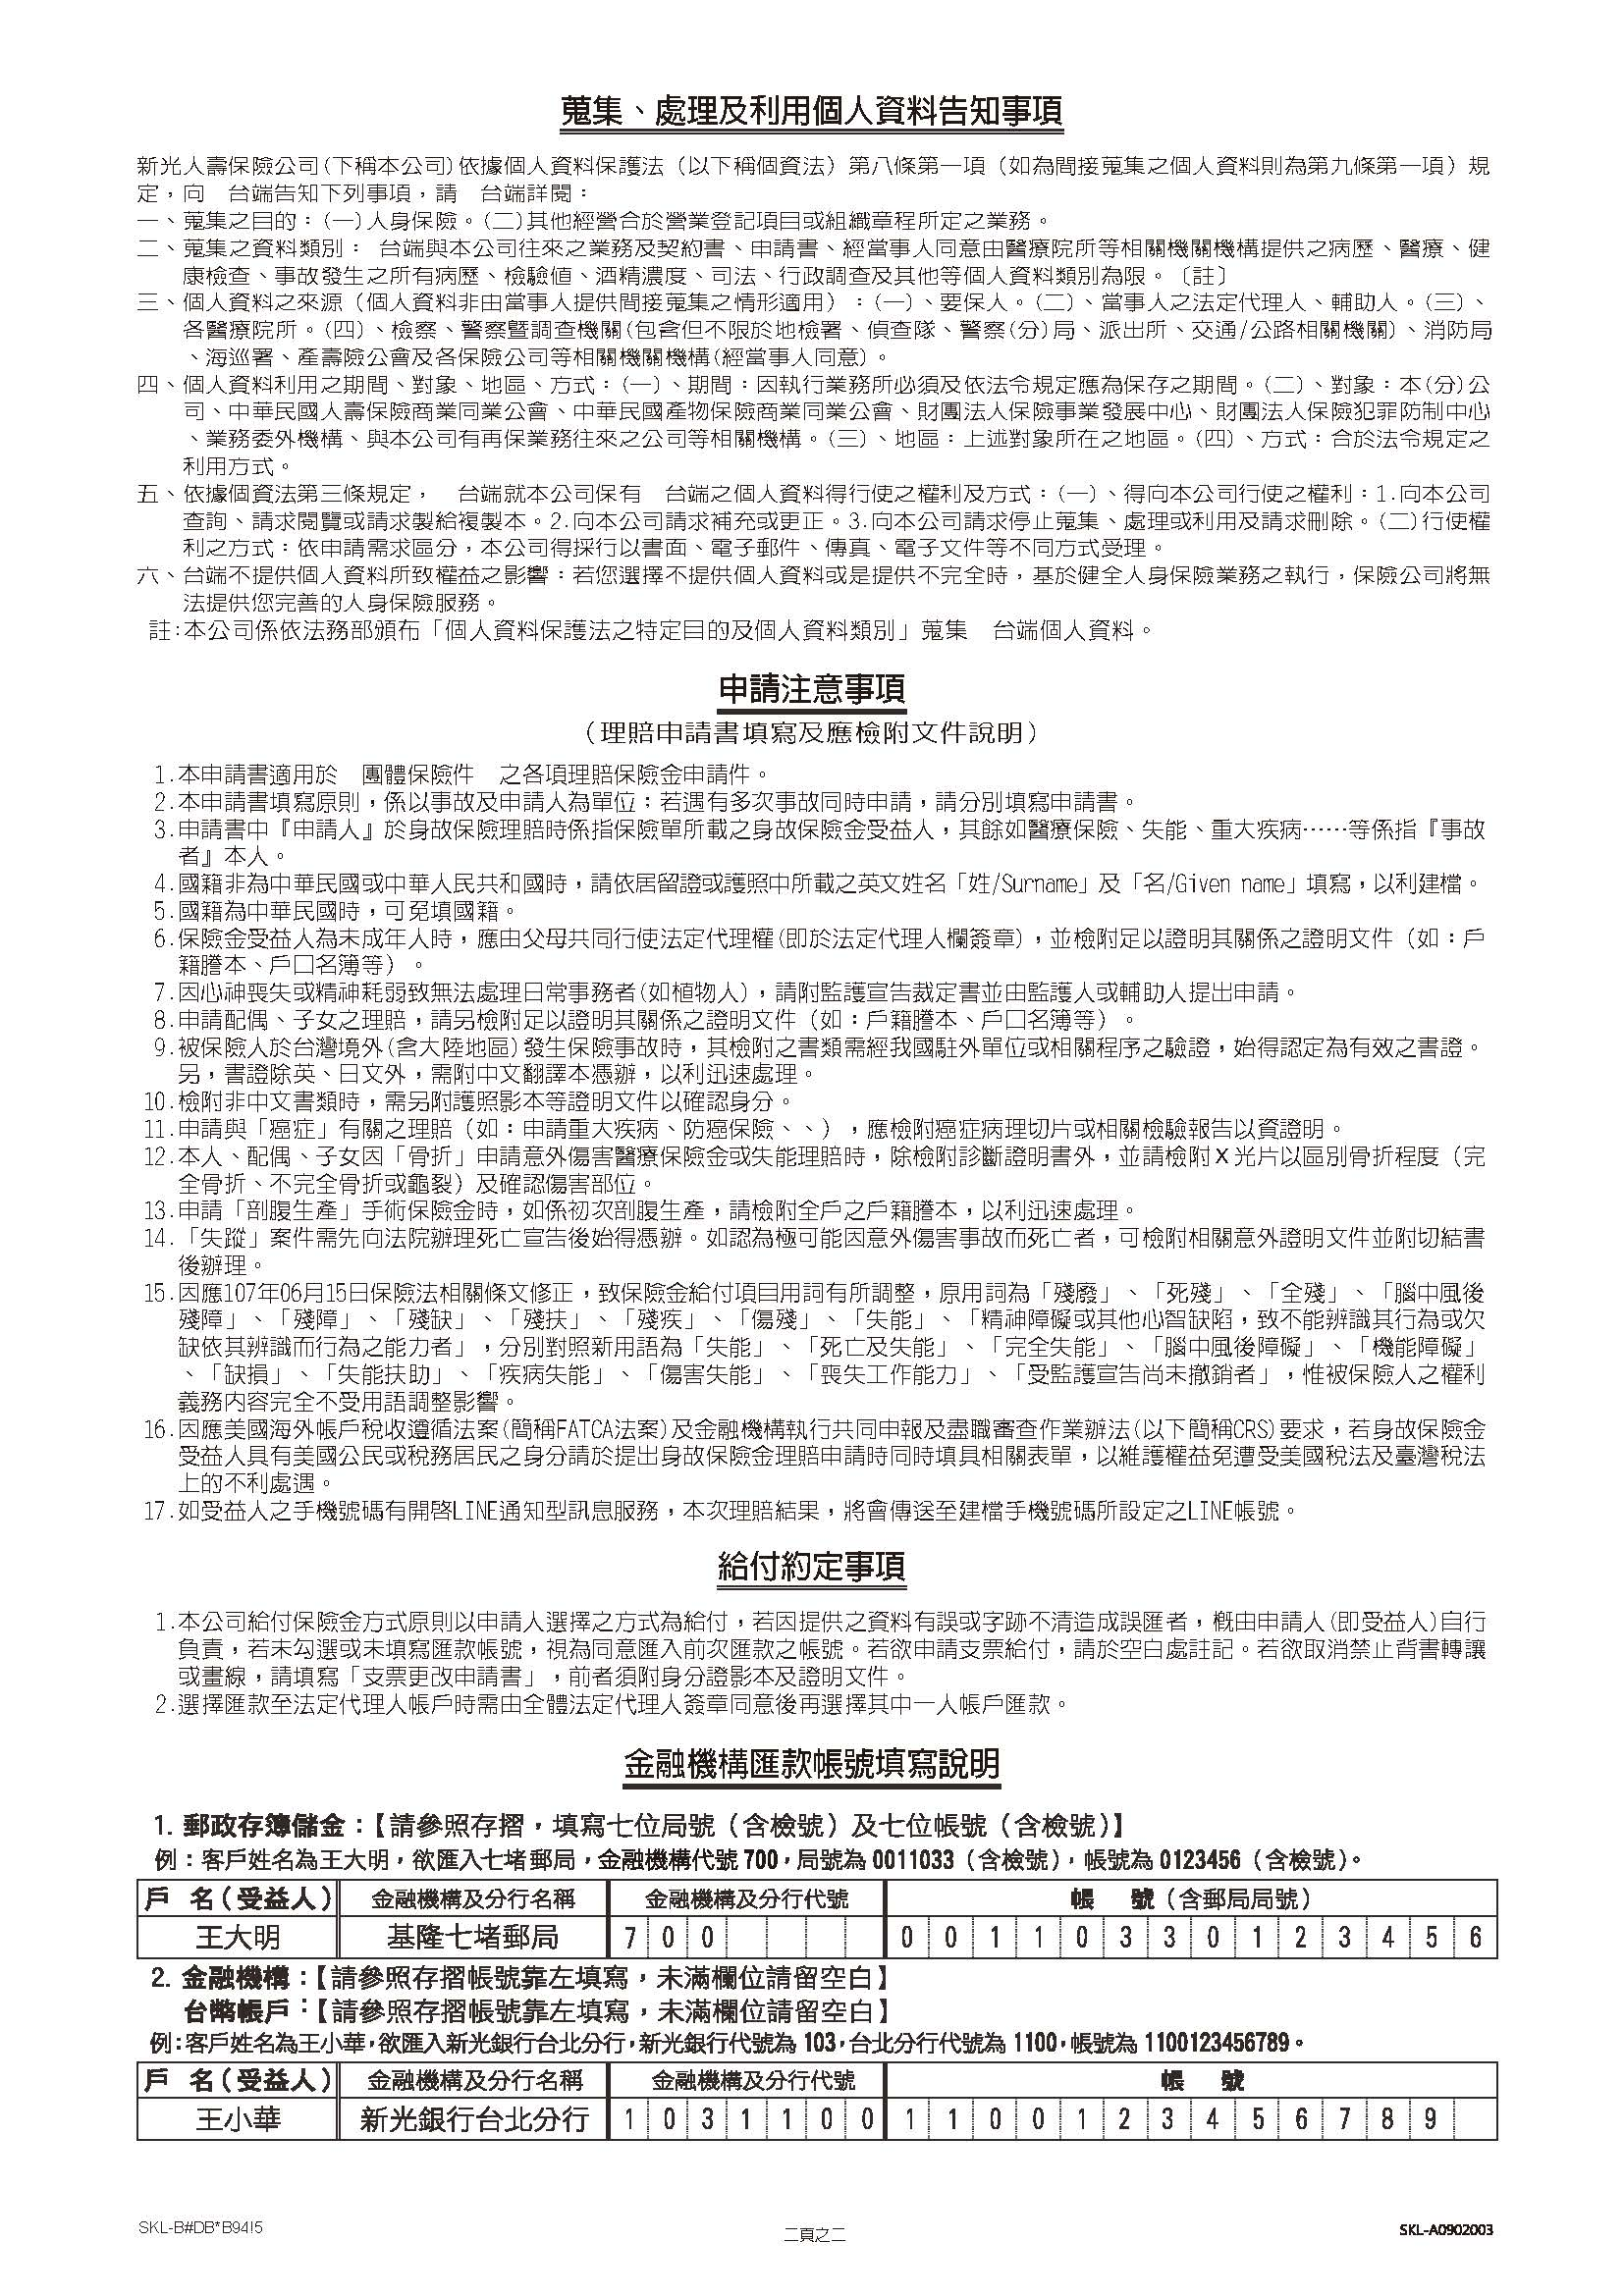 蒐集、處理及利用個人資料告知事項
新光人壽保險公司(下稱本公司)依據個人資料保護法（以下稱個資法）第八條第一項（如為間接蒐集之個人資料則為第九條第一項）規
定，向　台端告知下列事項，請　台端詳閱：
一、蒐集之目的：(一)人身保險。(二)其他經營合於營業登記項目或組織章程所定之業務。
二、蒐集之資料類別：　台端與本公司往來之業務及契約書、申請書、經當事人同意由醫療院所等相關機關機構提供之病歷、醫療、健
康檢查、事故發生之所有病歷、檢驗値、酒精濃度、司法、行政調查及其他等個人資料類別為限。〔註〕
三、個人資料之來源（個人資料非由當事人提供間接蒐集之情形適用）：(一)、要保人。(二)、當事人之法定代理人、輔助人。(三)、
各醫療院所。(四)、檢察、警察暨調查機關(包含但不限於地檢署、偵查隊、警察(分)局、派出所、交通/公路相關機關)、消防局
、海巡署、產壽險公會及各保險公司等相關機關機構(經當事人同意)。
四、個人資料利用之期間、對象、地區、方式：(一)、期間：因執行業務所必須及依法令規定應為保存之期間。(二)、對象：本(分)公
司、中華民國人壽保險商業同業公會、中華民國產物保險商業同業公會、財團法人保險事業發展中心、財團法人保險犯罪防制中心
、業務委外機構、與本公司有再保業務往來之公司等相關機構。(三)、地區：上述對象所在之地區。(四)、方式：合於法令規定之
利用方式。
五、依據個資法第三條規定，　台端就本公司保有　台端之個人資料得行使之權利及方式：(一)、得向本公司行使之權利：1.向本公司
查詢、請求閱覽或請求製給複製本。2.向本公司請求補充或更正。3.向本公司請求停止蒐集、處理或利用及請求刪除。(二)行使權
利之方式：依申請需求區分，本公司得採行以書面、電子郵件、傳真、電子文件等不同方式受理。
六、台端不提供個人資料所致權益之影響：若您選擇不提供個人資料或是提供不完全時，基於健全人身保險業務之執行，保險公司將無
法提供您完善的人身保險服務。
註:本公司係依法務部頒布「個人資料保護法之特定目的及個人資料類別」蒐集　台端個人資料。
申請注意事項
（理賠申請書填寫及應檢附文件說明）
1.本申請書適用於　團體保險件　之各項理賠保險金申請件。
2.本申請書填寫原則，係以事故及申請人為單位；若遇有多次事故同時申請，請分別填寫申請書。
3.申請書中『申請人』於身故保險理賠時係指保險單所載之身故保險金受益人，其餘如醫療保險、失能、重大疾病……等係指『事故
者』本人。
4.國籍非為中華民國或中華人民共和國時，請依居留證或護照中所載之英文姓名「姓/Surname」及「名/Given name」填寫，以利建檔。
5.國籍為中華民國時，可免填國籍。
6.保險金受益人為未成年人時，應由父母共同行使法定代理權(即於法定代理人欄簽章)，並檢附足以證明其關係之證明文件（如：戶
籍謄本、戶口名簿等）。
7.因心神喪失或精神耗弱致無法處理日常事務者(如植物人)，請附監護宣告裁定書並由監護人或輔助人提出申請。
8.申請配偶、子女之理賠，請另檢附足以證明其關係之證明文件（如：戶籍謄本、戶口名簿等）。
9.被保險人於台灣境外(含大陸地區)發生保險事故時，其檢附之書類需經我國駐外單位或相關程序之驗證，始得認定為有效之書證。
另，書證除英、日文外，需附中文翻譯本憑辦，以利迅速處理。
10.檢附非中文書類時，需另附護照影本等證明文件以確認身分。
11.申請與「癌症」有關之理賠（如：申請重大疾病、防癌保險、、），應檢附癌症病理切片或相關檢驗報告以資證明。
12.本人、配偶、子女因「骨折」申請意外傷害醫療保險金或失能理賠時，除檢附診斷證明書外，並請檢附X光片以區別骨折程度（完
全骨折、不完全骨折或龜裂）及確認傷害部位。
13.申請「剖腹生產」手術保險金時，如係初次剖腹生產，請檢附全戶之戶籍謄本，以利迅速處理。
14.「失蹤」案件需先向法院辦理死亡宣告後始得憑辦。如認為極可能因意外傷害事故而死亡者，可檢附相關意外證明文件並附切結書
後辦理。
15.因應107年06月15日保險法相關條文修正，致保險金給付項目用詞有所調整，原用詞為「殘廢」、「死殘」、「全殘」、「腦中風後
殘障」、「殘障」、「殘缺」、「殘扶」、「殘疾」、「傷殘」、「失能」、「精神障礙或其他心智缺陷，致不能辨識其行為或欠
缺依其辨識而行為之能力者」，分別對照新用語為「失能」、「死亡及失能」、「完全失能」、「腦中風後障礙」、「機能障礙」
、「缺損」、「失能扶助」、「疾病失能」、「傷害失能」、「喪失工作能力」、「受監護宣告尚未撤銷者」，惟被保險人之權利
義務內容完全不受用語調整影響。
16.因應美國海外帳戶稅收遵循法案(簡稱FATCA法案)及金融機構執行共同申報及盡職審查作業辦法(以下簡稱CRS)要求，若身故保險金
受益人具有美國公民或稅務居民之身分請於提出身故保險金理賠申請時同時填具相關表單，以維護權益免遭受美國稅法及臺灣稅法
上的不利處遇。
17.如受益人之手機號碼有開啓LINE通知型訊息服務，本次理賠結果，將會傳送至建檔手機號碼所設定之LINE帳號。
給付約定事項
1.本公司給付保險金方式原則以申請人選擇之方式為給付，若因提供之資料有誤或字跡不清造成誤匯者，概由申請人(即受益人)自行
負責，若未勾選或未填寫匯款帳號，視為同意匯入前次匯款之帳號。若欲申請支票給付，請於空白處註記。若欲取消禁止背書轉讓
或畫線，請填寫「支票更改申請書」，前者須附身分證影本及證明文件。
2.選擇匯款至法定代理人帳戶時需由全體法定代理人簽章同意後再選擇其中一人帳戶匯款。
金融機構匯款帳號填寫說明
1. 郵政存簿儲金：【請參照存摺，填寫七位局號（含檢號）及七位帳號（含檢號）】
例：客戶姓名為王大明，欲匯入七堵郵局，金融機構代號 700，局號為 0011033（含檢號），帳號為 0123456（含檢號）。
戶　名（受益人） 金融機構及分行名稱 金融機構及分行代號 帳　號（含郵局局號）
王大明 基隆七堵郵局 7 0 0 0 0 1 1 0 3 3 0 1 2 3 4 5 6
2. 金融機構：【請參照存摺帳號靠左填寫，未滿欄位請留空白】
台幣帳戶：【請參照存摺帳號靠左填寫，未滿欄位請留空白】
例：客戶姓名為王小華，欲匯入新光銀行台北分行，新光銀行代號為 103，台北分行代號為 1100，帳號為 1100123456789。
戶　名（受益人） 金融機構及分行名稱 金融機構及分行代號 帳　號
王小華 新光銀行台北分行 1 0 3 1 1 0 0 1 1 0 0 1 2 3 4 5 6 7 8 9
SKL-B#DB*B94!5 二頁之二 SKL-A0902003